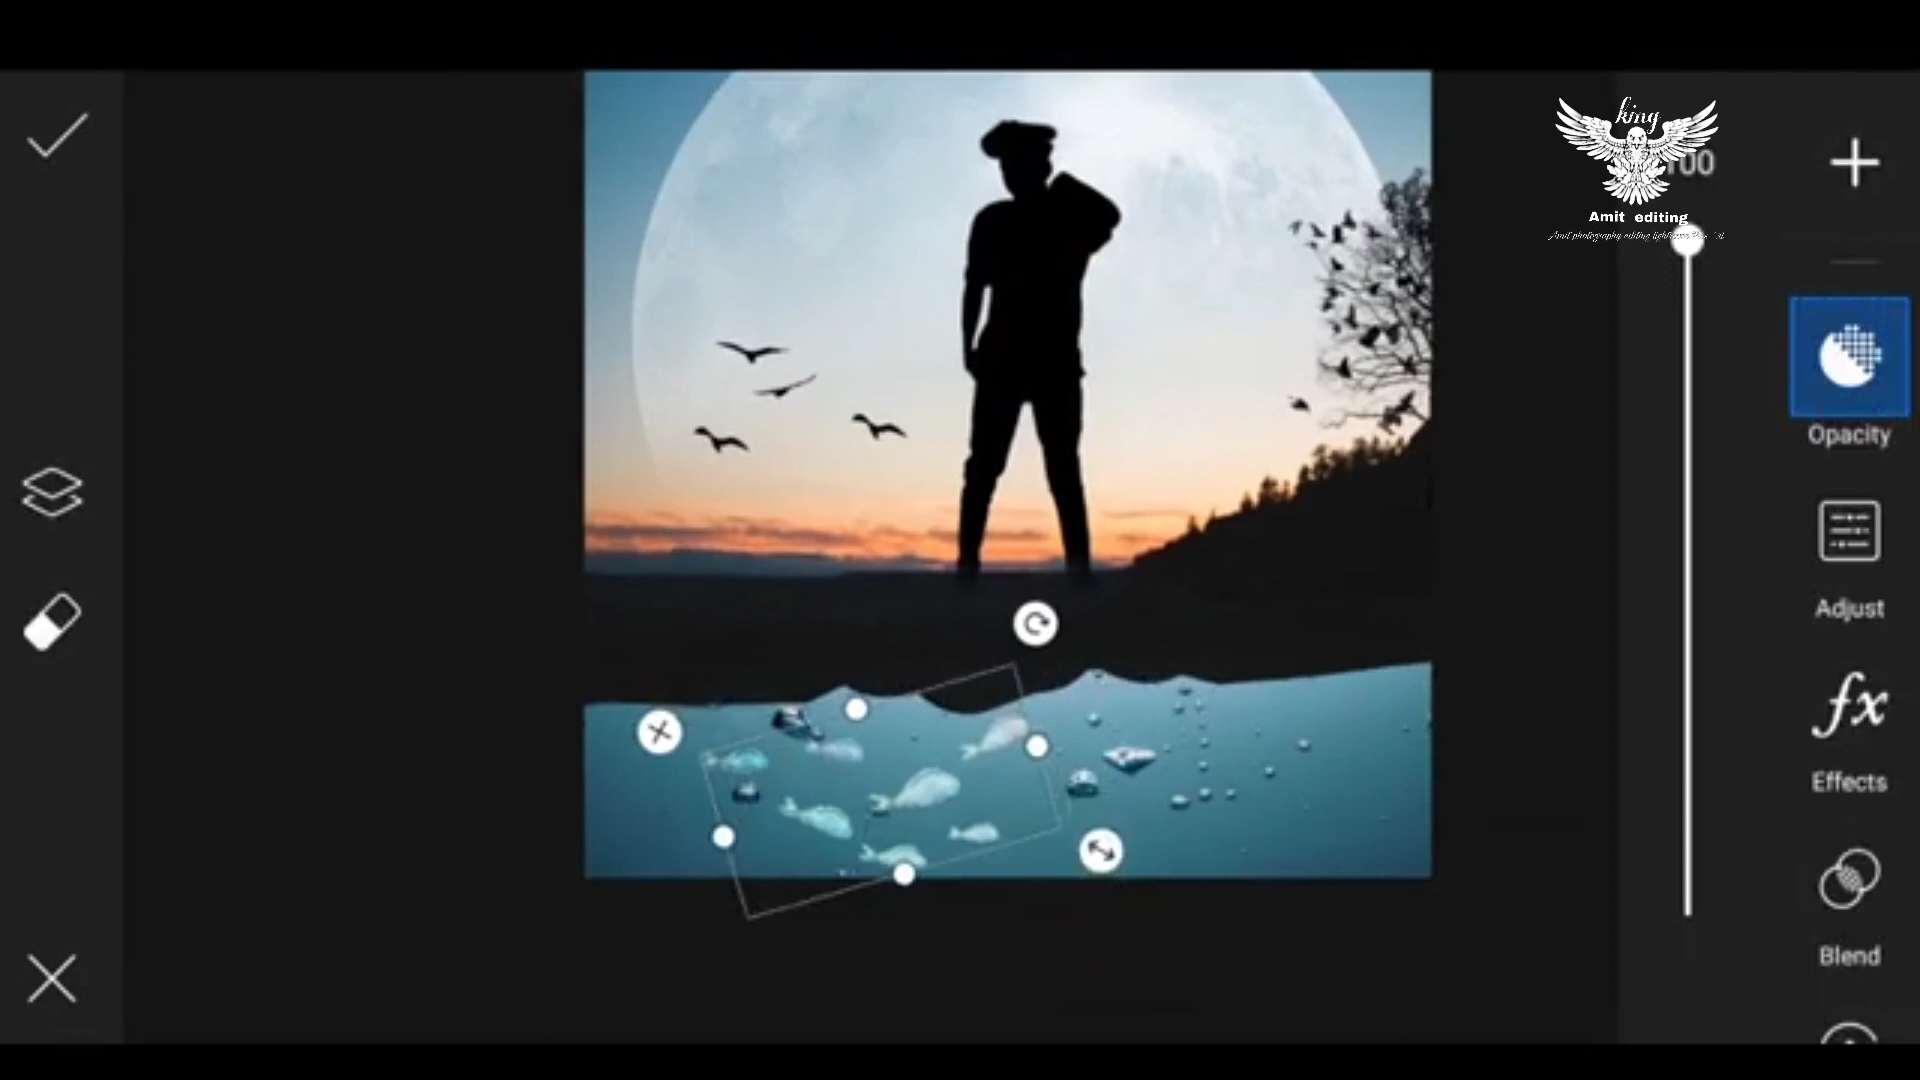 king
100
Amit editing
Opacity
Adjust
fx
Effects
Blend